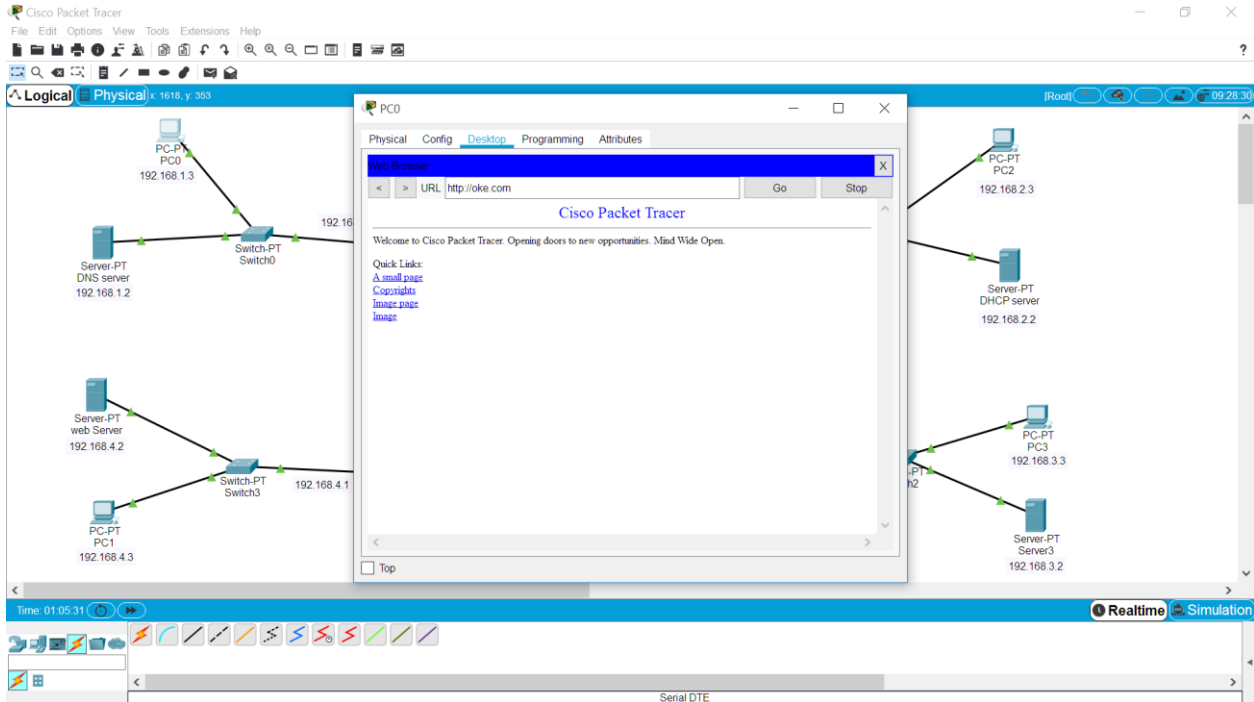 Cisco Packet Tracer
File Edit Options View Tools Extensions Help
?
Logical Physical x: 1618, y: 353
[Root] 09:28:30
PC0
Physical Config Desktop Programming Attributes
Web Browser X
< > URL http://oke.com Go Stop
Cisco Packet Tracer
Welcome to Cisco Packet Tracer. Opening doors to new opportunities. Mind Wide Open.
Quick Links:
A small page
Copyrights
Image page
Image
Top
PC-PT
PC0
192.168.1.3
Server-PT
DNS server
192.168.1.2
Switch-PT
Switch0
192.16
PC-PT
PC2
192.168.2.3
Server-PT
DHCP server
192.168.2.2
Server-PT
web Server
192.168.4.2
Switch-PT
Switch3
192.168.4.1
PC-PT
PC1
192.168.4.3
-PT
h2
PC-PT
PC3
192.168.3.3
Server-PT
Server3
192.168.3.2
Time: 01:05:31
Realtime Simulation
Serial DTE